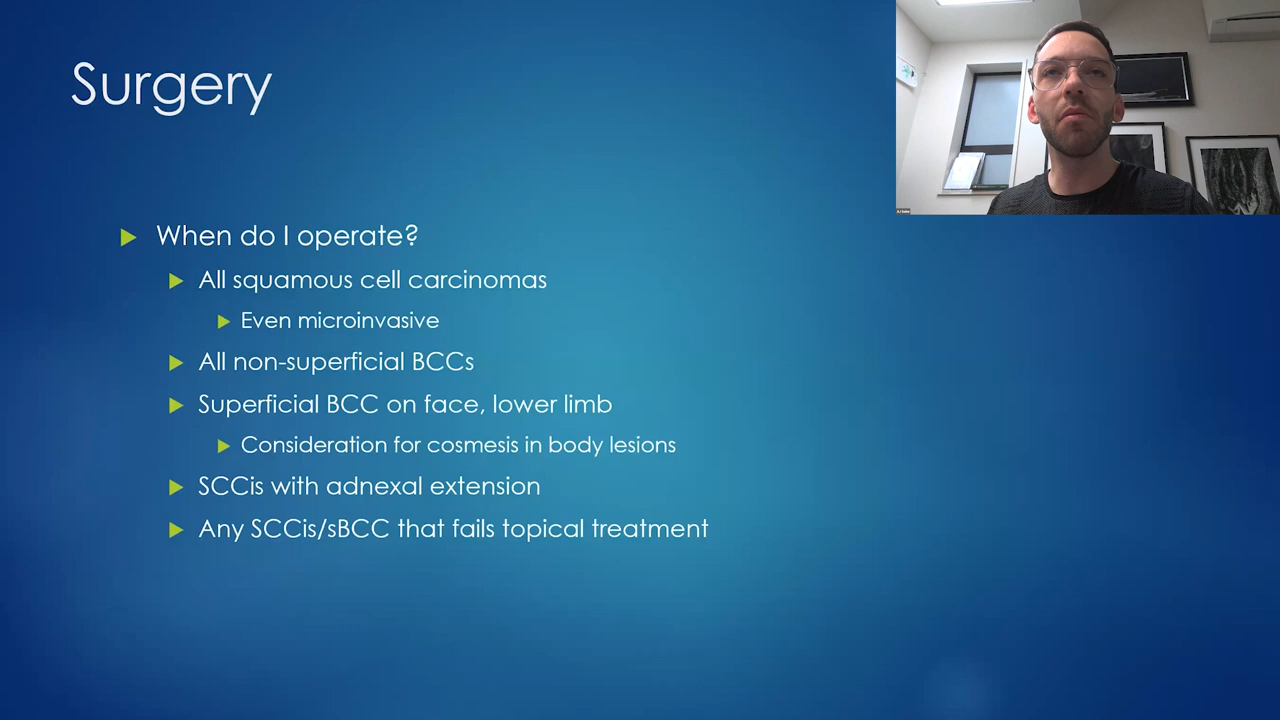 Surgery
When do I operate?
All squamous cell carcinomas
Even microinvasive
All non-superficial BCCs
Superficial BCC on face, lower limb
Consideration for cosmesis in body lesions
SCCis with adnexal extension
Any SCCis/sBCC that fails topical treatment